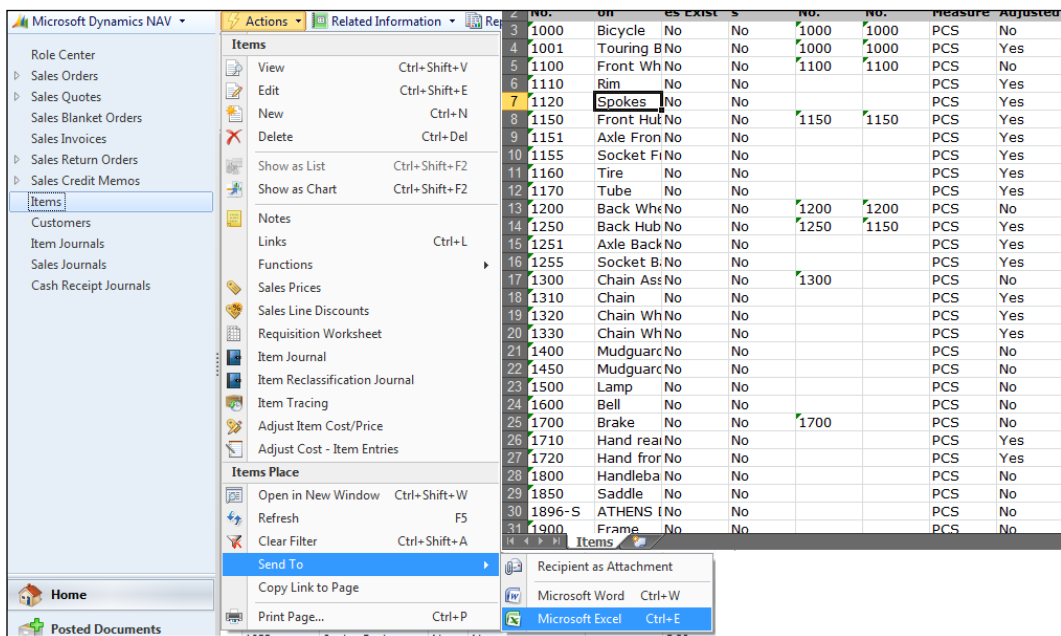 Microsoft Dynamics NAV
Role Center
Sales Orders
Sales Quotes
Sales Blanket Orders
Sales Invoices
Sales Return Orders
Sales Credit Memos
Items
Customers
Item Journals
Sales Journals
Cash Receipt Journals
Home
Posted Documents
Actions Related Information
Items
View Ctrl+Shift+V
Edit Ctrl+Shift+E
New Ctrl+N
Delete Ctrl+Del
Show as List Ctrl+Shift+F2
Show as Chart Ctrl+Shift+F2
Notes
Links Ctrl+L
Functions
Sales Prices
Sales Line Discounts
Requisition Worksheet
Item Journal
Item Reclassification Journal
Item Tracing
Adjust Item Cost/Price
Adjust Cost - Item Entries
Items Place
Open in New Window Ctrl+Shift+W
Refresh F5
Clear Filter Ctrl+Shift+A
Send To
Copy Link to Page
Print Page... Ctrl+P
Recipient as Attachment
Microsoft Word Ctrl+W
Microsoft Excel Ctrl+E
2 No. on es Exist s No. No. Measure Adjusted
3 1000 Bicycle No No 1000 1000 PCS No
4 1001 Touring B No No 1000 1000 PCS Yes
5 1100 Front Wh No No 1100 1100 PCS No
6 1110 Rim No No PCS Yes
7 1120 Spokes No No PCS Yes
8 1150 Front Hub No No 1150 1150 PCS Yes
9 1151 Axle Fron No No PCS Yes
10 1155 Socket F No No PCS Yes
11 1160 Tire No No PCS Yes
12 1170 Tube No No PCS Yes
13 1200 Back Whe No No 1200 1200 PCS No
14 1250 Back Hub No No 1250 1150 PCS Yes
15 1251 Axle Back No No PCS Yes
16 1255 Socket B No No PCS Yes
17 1300 Chain Ass No No 1300 PCS No
18 1310 Chain No No PCS Yes
19 1320 Chain Wh No No PCS Yes
20 1330 Chain Wh No No PCS Yes
21 1400 Mudguard No No PCS No
22 1450 Mudguard No No PCS No
23 1500 Lamp No No PCS No
24 1600 Bell No No PCS No
25 1700 Brake No No 1700 PCS No
26 1710 Hand rear No No PCS Yes
27 1720 Hand fror No No PCS Yes
28 1800 Handleba No No PCS No
29 1850 Saddle No No PCS No
30 1896-S ATHENS No No PCS No
31 1900 Frame No No PCS No
Items